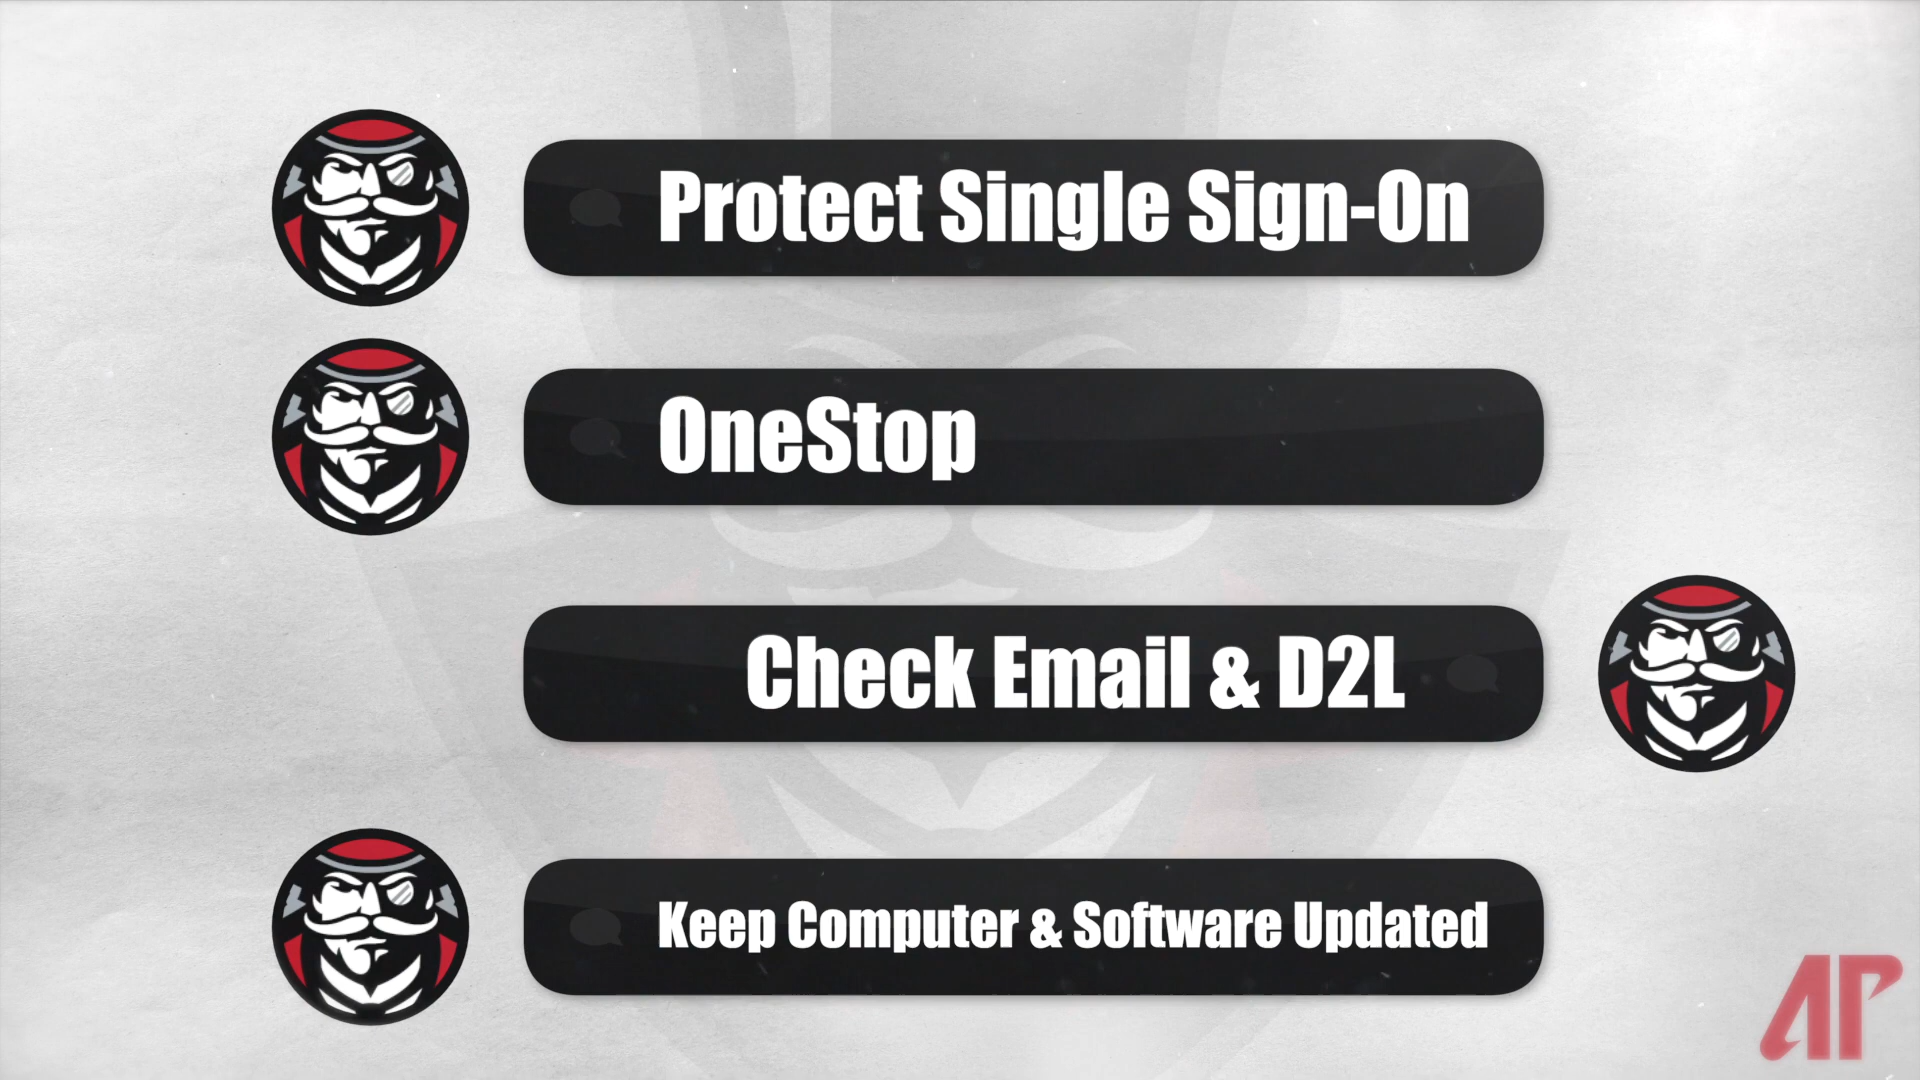 Protect Single Sign-On
OneStop
Check Email & D2L
Keep Computer & Software Updated
AP